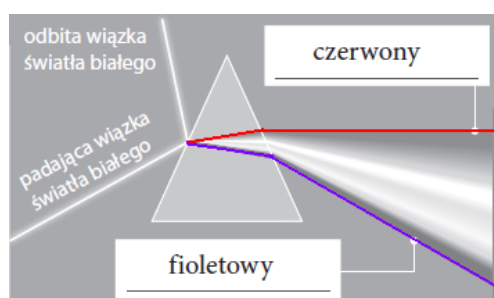 odbita wiązka
światła białego
czerwony
padająca wiązka
światła białego
fioletowy